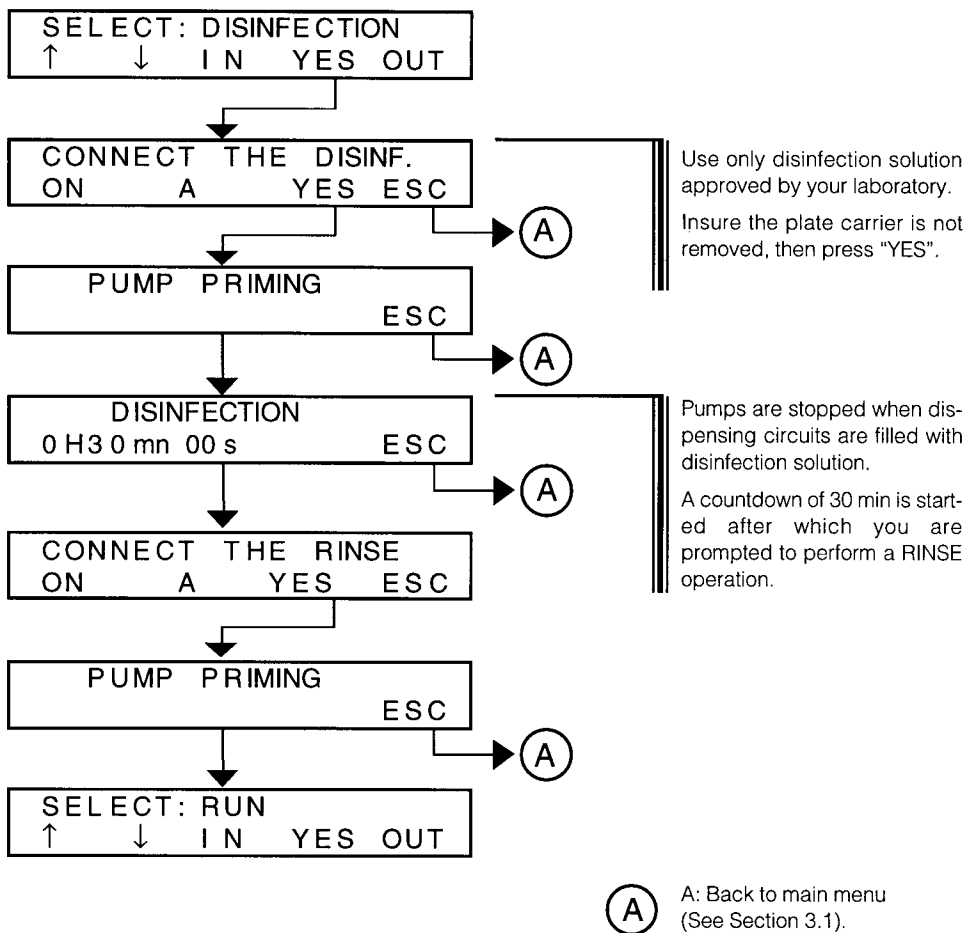 SELECT: DISINFECTION
↑ ↓ IN YES OUT
CONNECT THE DISINF.
ON A YES ESC
Use only disinfection solution
approved by your laboratory.
Insure the plate carrier is not
removed, then press “YES”.
A
PUMP PRIMING
ESC
A
DISINFECTION
0H30mn 00s ESC
Pumps are stopped when dis-
pensing circuits are filled with
disinfection solution.
A countdown of 30 min is start-
ed after which you are
prompted to perform a RINSE
operation.
A
CONNECT THE RINSE
ON A YES ESC
PUMP PRIMING
ESC
A
SELECT: RUN
↑ ↓ IN YES OUT
A
A: Back to main menu
(See Section 3.1).